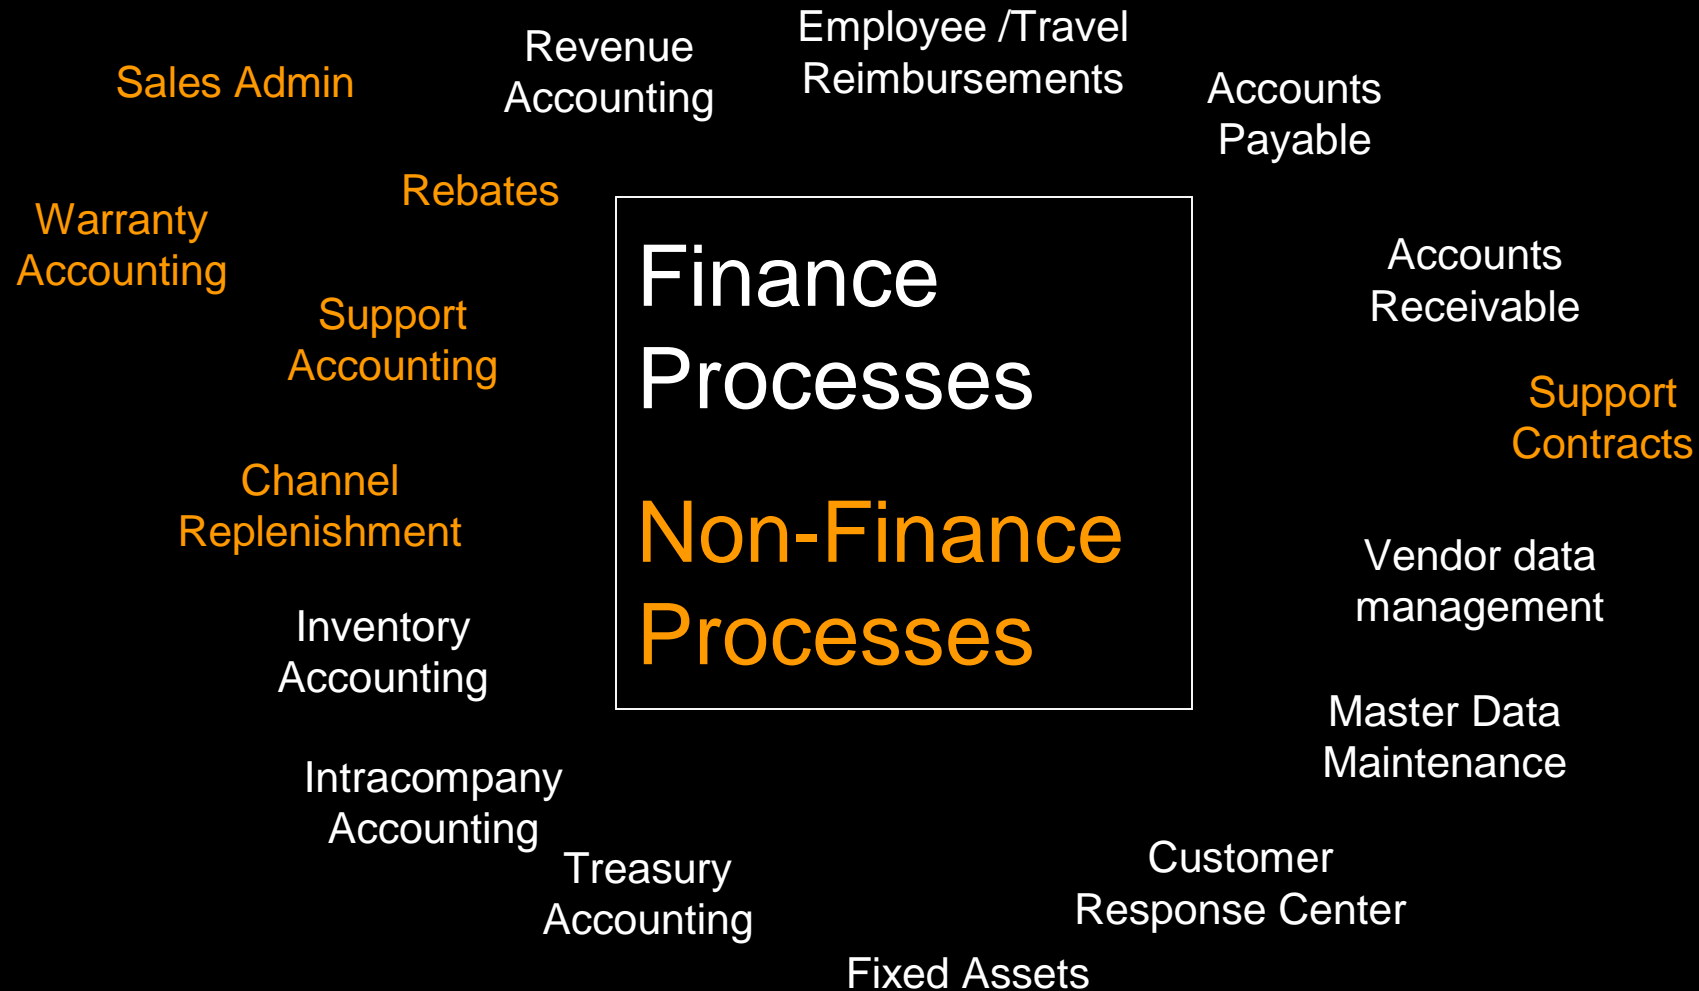 Employee /Travel
Reimbursements
Revenue
Accounting
Sales Admin
Accounts
Payable
Rebates
Warranty
Accounting
Finance
Processes
Accounts
Receivable
Support
Accounting
Support
Contracts
Channel
Replenishment
Non-Finance
Processes
Vendor data
management
Inventory
Accounting
Master Data
Maintenance
Intracompany
Accounting
Customer
Response Center
Treasury
Accounting
Fixed Assets